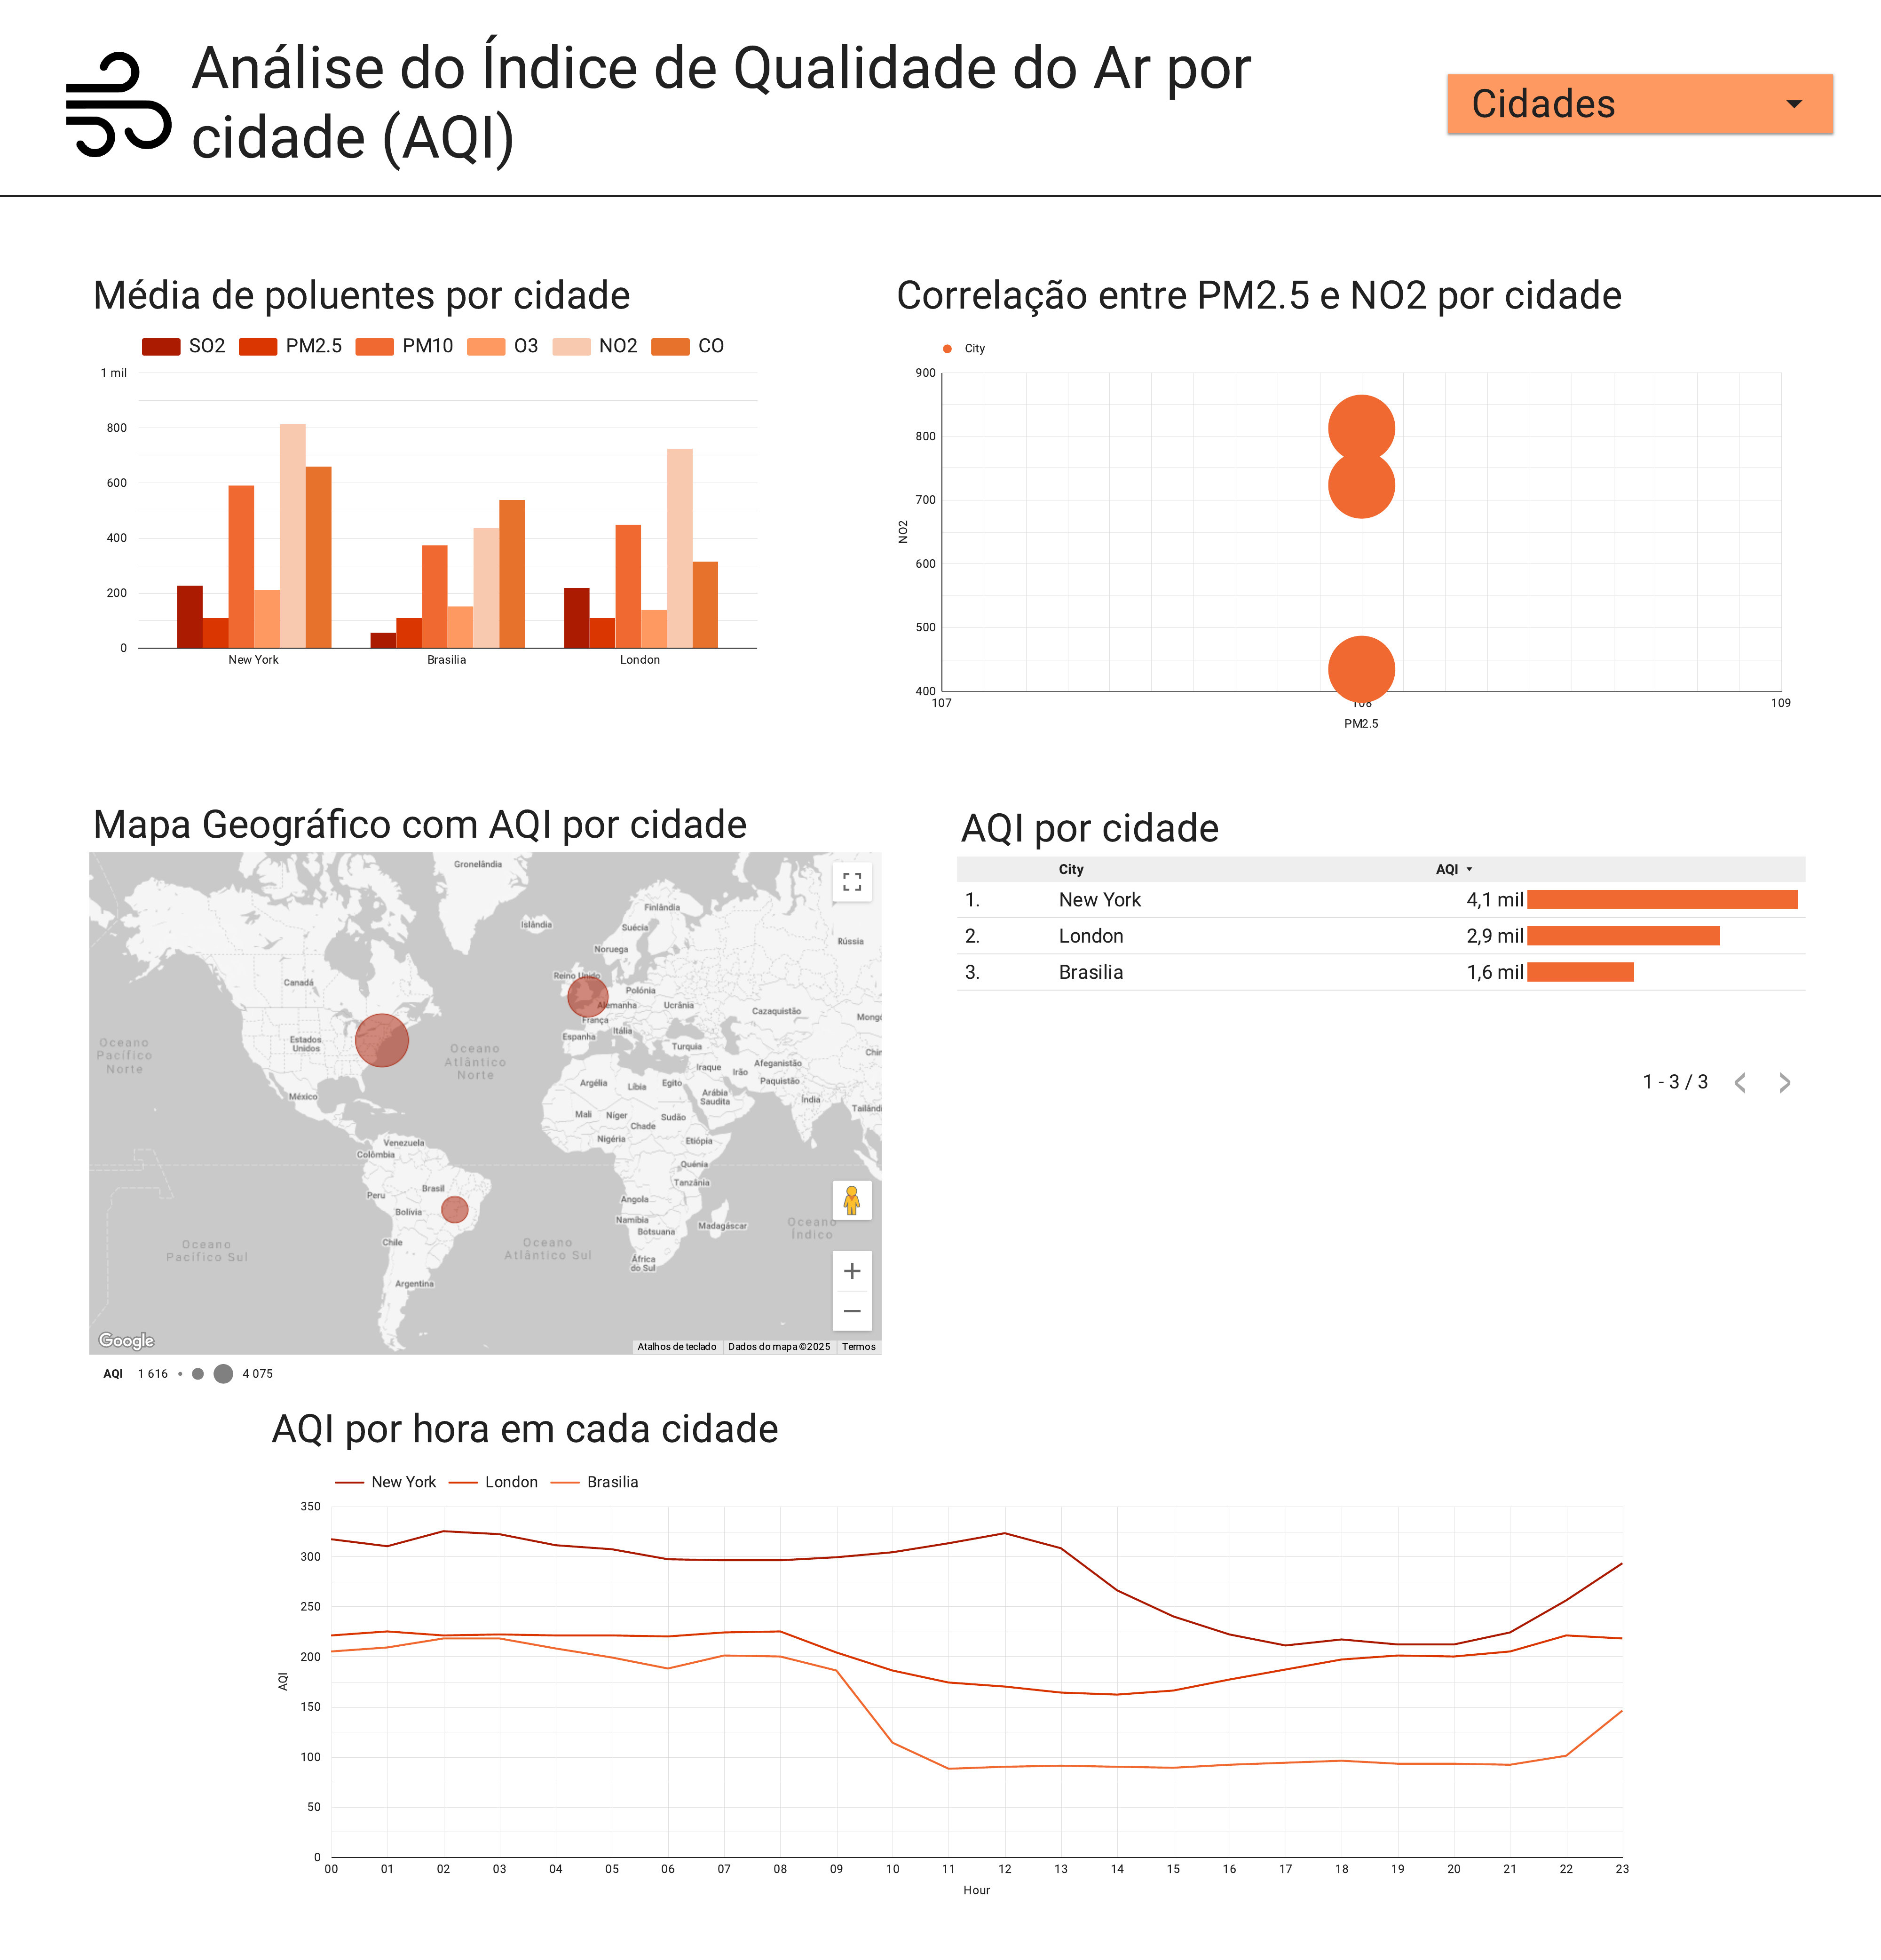 Análise do Índice de Qualidade do Ar por
cidade (AQI)
Cidades
Média de poluentes por cidade
SO2 PM2.5 PM10 O3 NO2 CO
1 mil
800
600
400
200
0
New York Brasilia London
Correlação entre PM2.5 e NO2 por cidade
City
900
800
700
600
500
400
NO2
107 109
PM2.5
Mapa Geográfico com AQI por cidade
Gronelândia
Islândia
Finlândia
Suécia
Noruega
Rússia
Canadá
Reino Unido
Polónia
Alemanha
Ucrânia
França
Cazaquistão
Espanha
Itália
Turquia
Estados
Unidos
Oceano
Pacífico
Norte
Oceano
Atlântico
Norte
Iraque
Irão
Afeganistão
Paquistão
Argélia
Líbia
Egito
Arábia
Saudita
Índia
México
Mali
Níger
Sudão
Chade
Nigéria
Etiópia
Venezuela
Colômbia
Quénia
Tanzânia
Brasil
Peru
Bolívia
Angola
Namíbia
Botsuana
Madagáscar
Oceano
Índico
Chile
Oceano
Pacífico Sul
Oceano
Atlântico Sul
África
do Sul
Argentina
Google
Atalhos de teclado Dados do mapa ©2025 Termos
AQI 1 616 4 075
AQI por cidade
City AQI
1. New York 4,1 mil
2. London 2,9 mil
3. Brasilia 1,6 mil
1 - 3 / 3
AQI por hora em cada cidade
New York London Brasilia
350
300
250
200
150
100
50
0
AQI
00 01 02 03 04 05 06 07 08 09 10 11 12 13 14 15 16 17 18 19 20 21 22 23
Hour